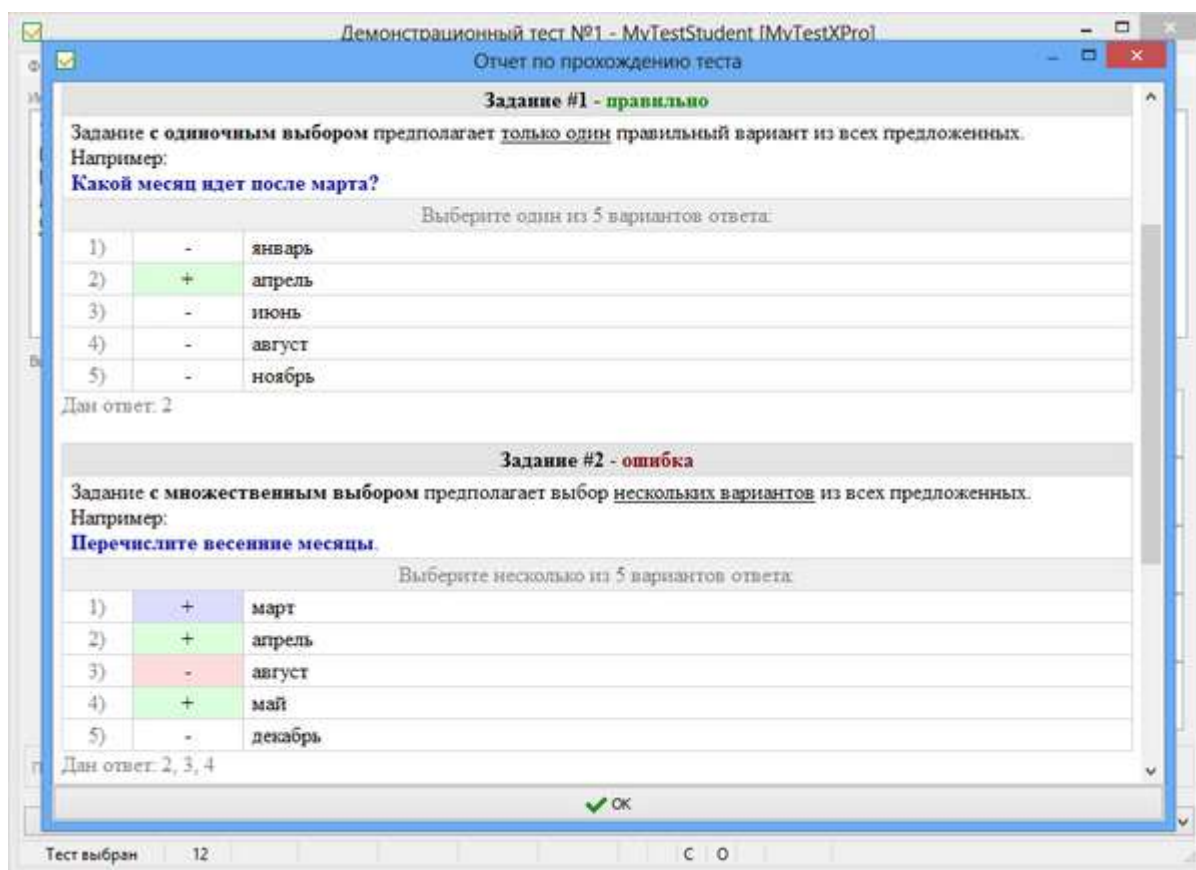 Демонстрационный тест №1 - MyTestStudent [MyTestXPro]
Отчет по прохождению теста
Задание #1 - правильно
Задание с одиночным выбором предполагает только один правильный вариант из всех предложенных.
Например:
Какой месяц идет после марта?
Выберите один из 5 вариантов ответа:
1) - январь
2) + апрель
3) - июнь
4) - август
5) - ноябрь
Дан ответ: 2
Задание #2 - ошибка
Задание с множественным выбором предполагает выбор нескольких вариантов из всех предложенных.
Например:
Перечислите весенние месяцы.
Выберите несколько из 5 вариантов ответа:
1) + март
2) + апрель
3) - август
4) + май
5) - декабрь
Дан ответ: 2, 3, 4
OK
Тест выбран 12 С О